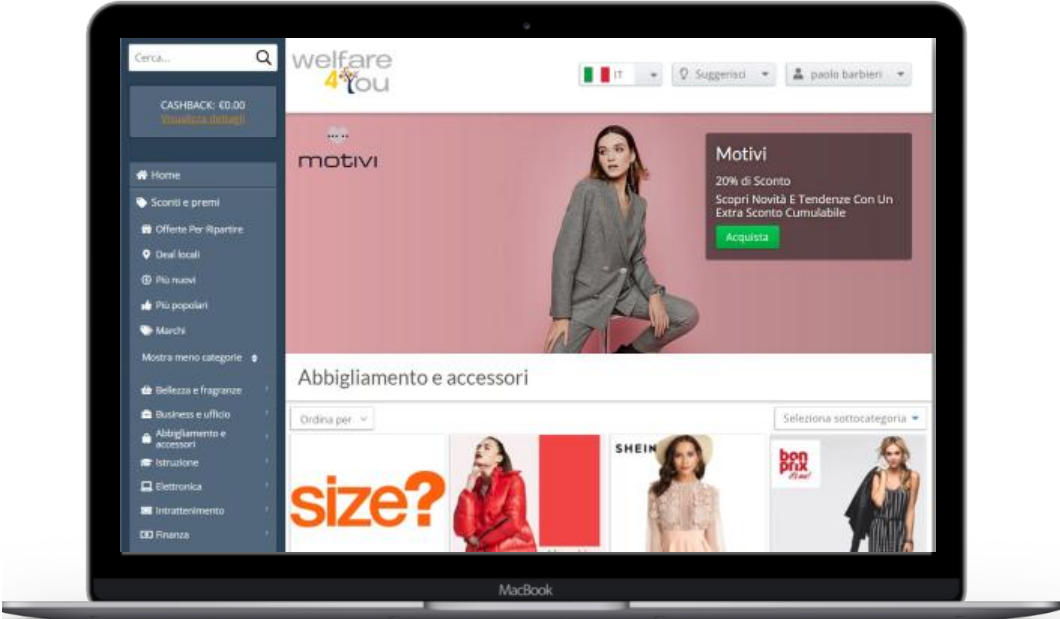 Cerca...
CASHBACK: €0.00
Visualizza dettagli
Home
Sconti e premi
Offerte Per Ripartire
Deal locali
Più nuovi
Più popolari
Marchi
Mostra meno categorie
Bellezza e fragranze
Business e ufficio
Abbigliamento e
accessori
Istruzione
Elettronica
Intrattenimento
Finanza
welfare
4You
IT
Suggerisci
paolo barbieri
motivi
Motivi
20% di Sconto
Scopri Novità E Tendenze Con Un
Extra Sconto Cumulabile
Acquista
Abbigliamento e accessori
Ordina per
Seleziona sottocategoria
size?
SHEIN
bon
prix
it's me!
MacBook